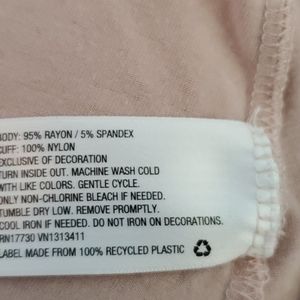 BODY: 95% RAYON / 5% SPANDEX
CUFF: 100% NYLON
EXCLUSIVE OF DECORATION
TURN INSIDE OUT. MACHINE WASH COLD
WITH LIKE COLORS. GENTLE CYCLE.
ONLY NON-CHLORINE BLEACH IF NEEDED.
TUMBLE DRY LOW. REMOVE PROMPTLY.
COOL IRON IF NEEDED. DO NOT IRON ON DECORATIONS.
RN17730 VN1313411
LABEL MADE FROM 100% RECYCLED PLASTIC